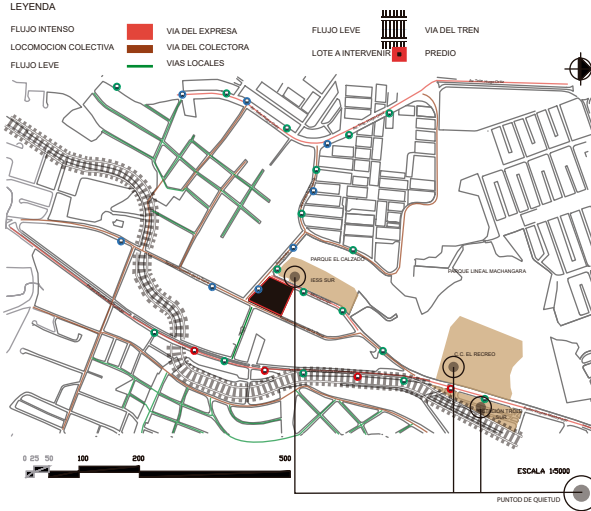 LEYENDA
FLUJO INTENSO
VIA DEL EXPRESA
FLUJO LEVE
VIA DEL TREN
LOCOMOCION COLECTIVA
VIA DEL COLECTORA
LOTE A INTERVENIR
PREDIO
FLUJO LEVE
VIAS LOCALES
PARQUE EL CALZADO
PARQUE LINEAL MACHANGARA
IESS SUR
C.C. EL RECREO
SUR
0 25 50 100 200 500
ESCALA 1:5000
PUNTOD DE QUIETUD